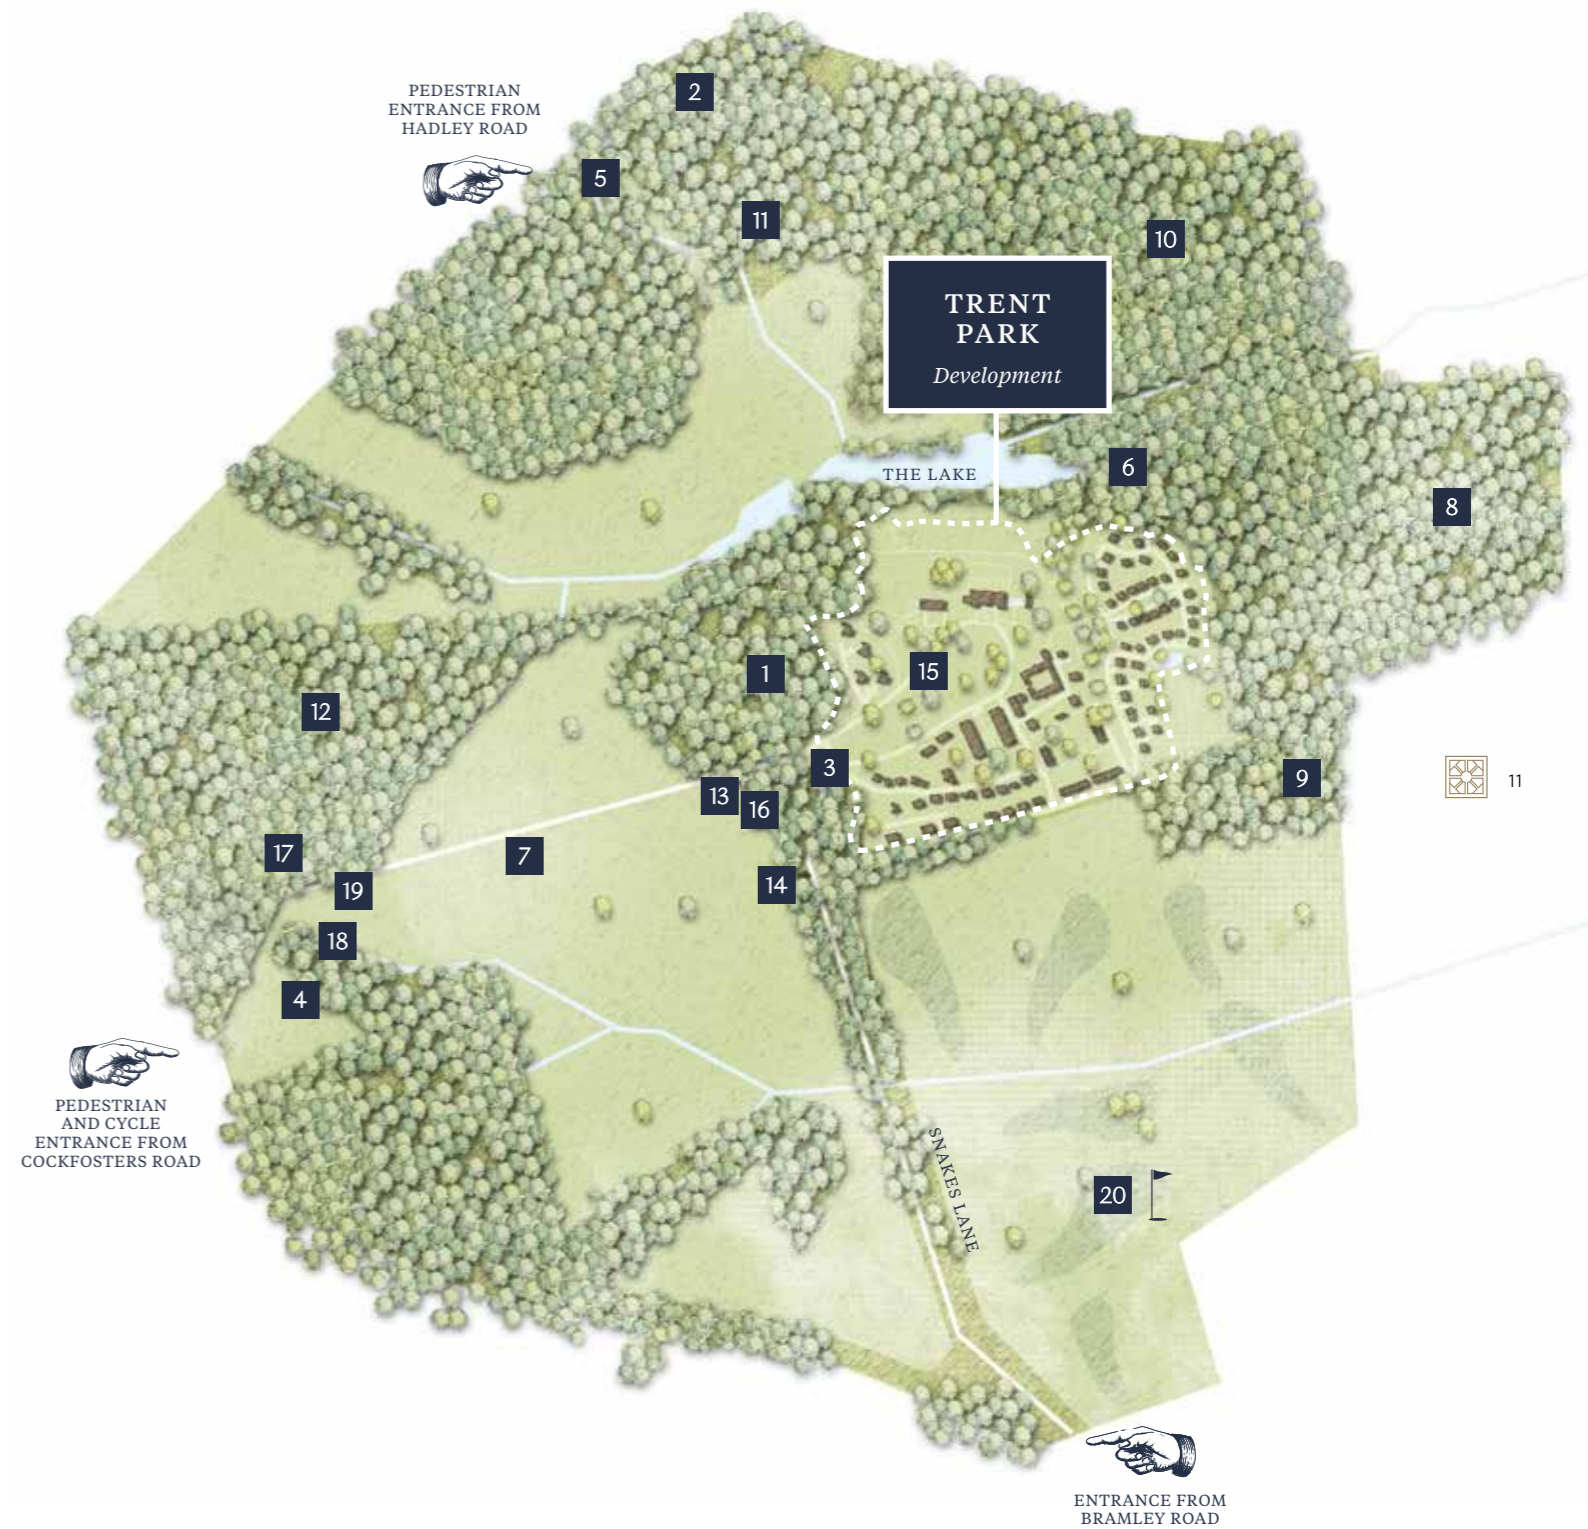 PEDESTRIAN
ENTRANCE FROM
HADLEY ROAD
2
5
11
10
TRENT
PARK
Development
THE LAKE
6
8
1
15
12
3
9
13
16
11
7
17
19
14
18
4
PEDESTRIAN
AND CYCLE
ENTRANCE FROM
COCKFOSTERS ROAD
SNAKES LANE
20
ENTRANCE FROM
BRAMLEY ROAD